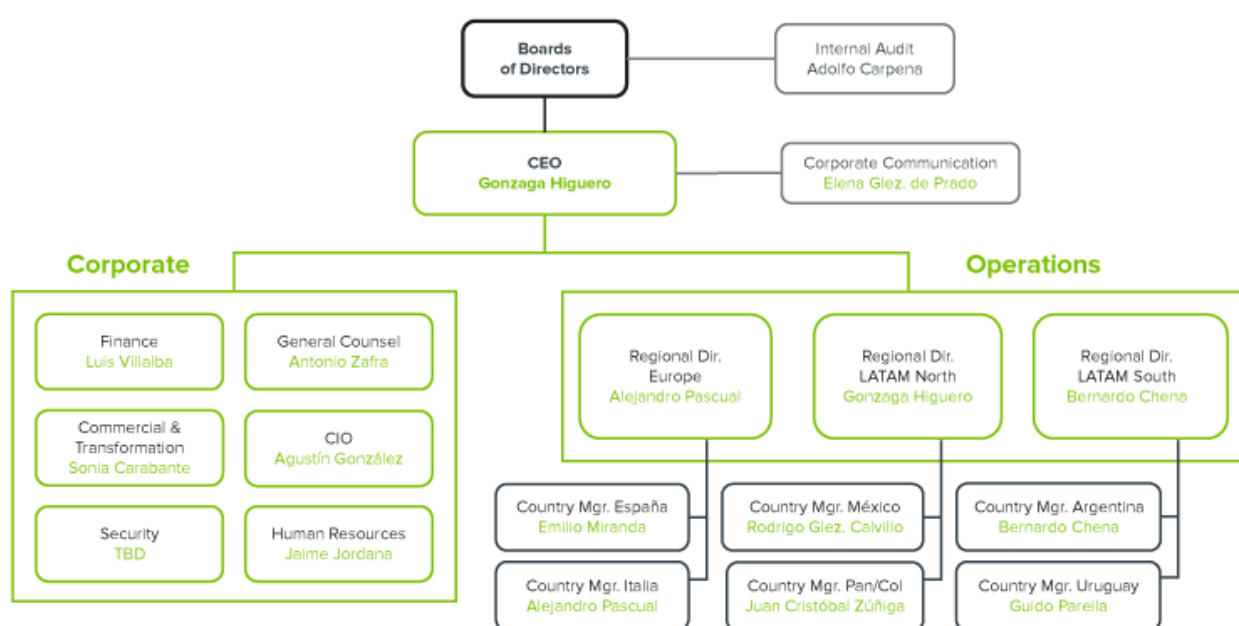 Boards
of Directors
Internal Audit
Adolfo Carpena
CEO
Gonzaga Higuero
Corporate Communication
Elena Glez. de Prado
Corporate
Operations
Finance
Luis Villalba
General Counsel
Antonio Zafra
Commercial &
Transformation
Sonia Carabante
CIO
Agustín González
Security
TBD
Human Resources
Jaime Jordana
Regional Dir.
Europe
Alejandro Pascual
Regional Dir.
LATAM North
Gonzaga Higuero
Regional Dir.
LATAM South
Bernardo Chena
Country Mgr. España
Emilio Miranda
Country Mgr. México
Rodrigo Glez. Calvillo
Country Mgr. Argentina
Bernardo Chena
Country Mgr. Italia
Alejandro Pascual
Country Mgr. Pan/Col
Juan Cristóbal Zúñiga
Country Mgr. Uruguay
Guido Parella